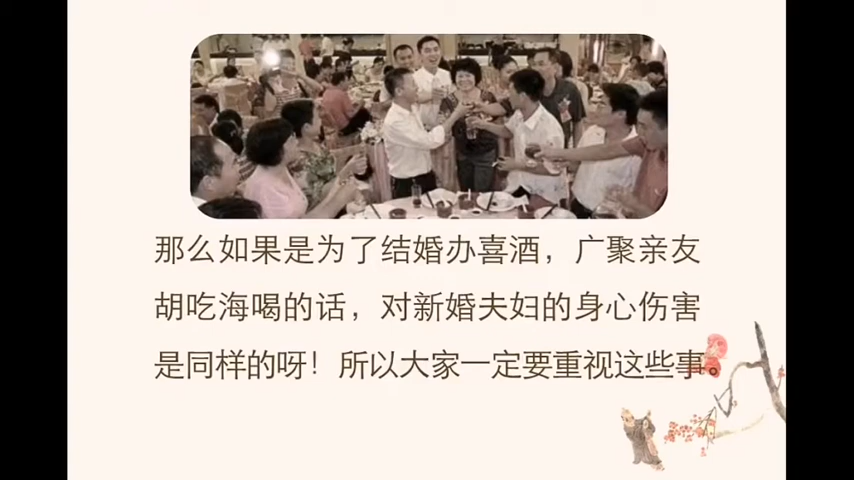 那么如果是为了结婚办喜酒，广聚亲友
胡吃海喝的话，对新婚夫妇的身心伤害
是同样的呀！所以大家一定要重视这些事。